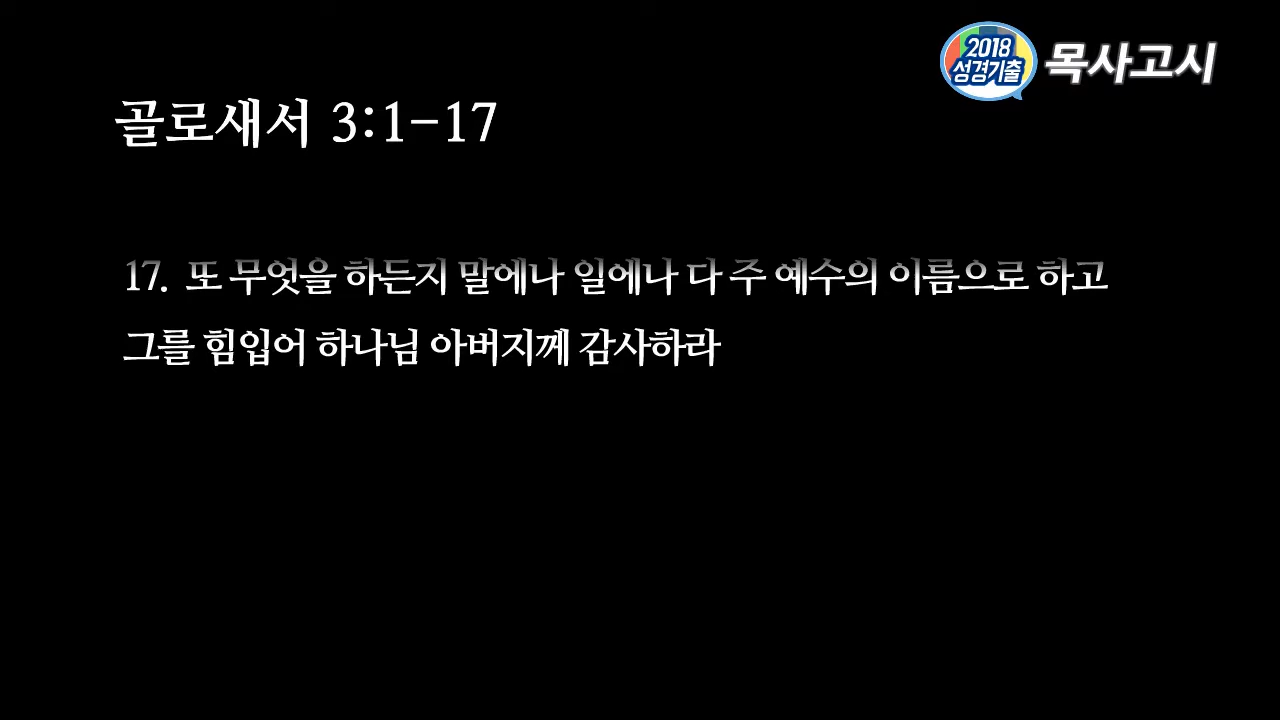 2018
성경기출
목사고시
골로새서 3:1-17
17. 또 무엇을 하든지 말에나 일에나 다 주 예수의 이름으로 하고
그를 힘입어 하나님 아버지께 감사하라